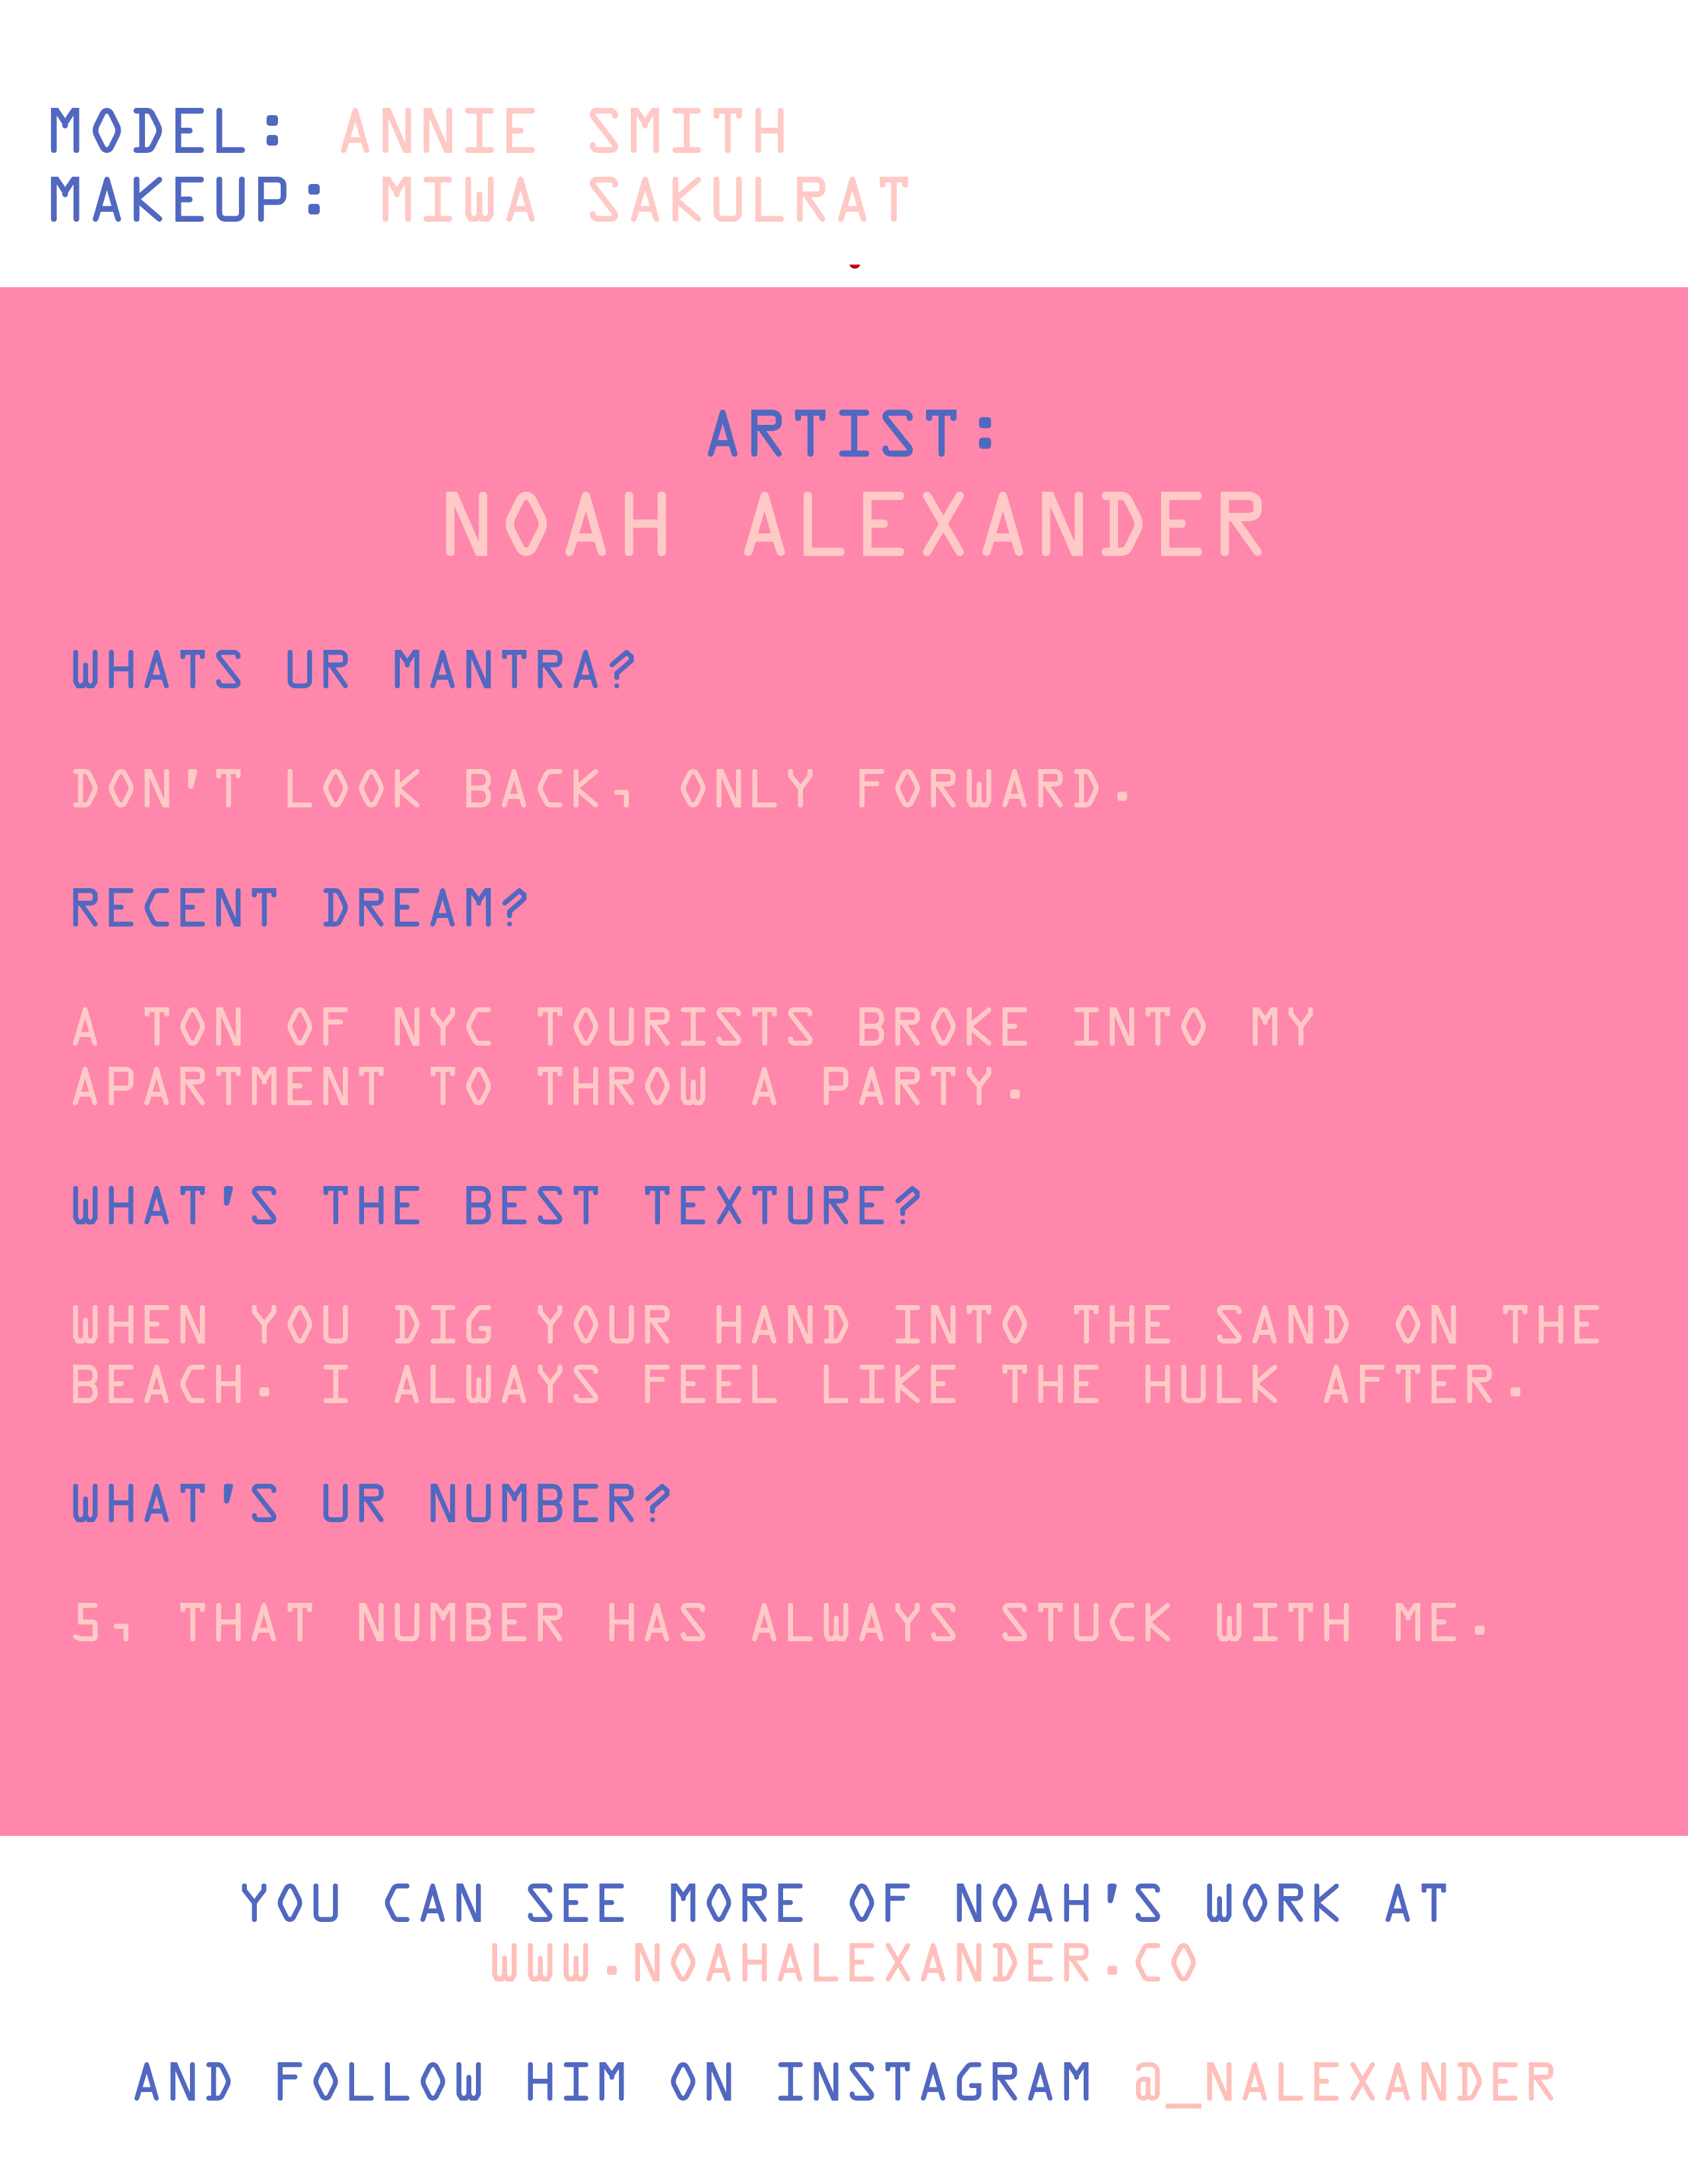 MODEL: ANNIE SMITH
MAKEUP: MIWA SAKULRAT
ARTIST:
NOAH ALEXANDER
WHATS UR MANTRA?
DON'T LOOK BACK, ONLY FORWARD.
RECENT DREAM?
A TON OF NYC TOURISTS BROKE INTO MY
APARTMENT TO THROW A PARTY.
WHAT'S THE BEST TEXTURE?
WHEN YOU DIG YOUR HAND INTO THE SAND ON THE
BEACH. I ALWAYS FEEL LIKE THE HULK AFTER.
WHAT'S UR NUMBER?
5, THAT NUMBER HAS ALWAYS STUCK WITH ME.
YOU CAN SEE MORE OF NOAH'S WORK AT
WWW.NOAHALEXANDER.CO
AND FOLLOW HIM ON INSTAGRAM @_NALEXANDER